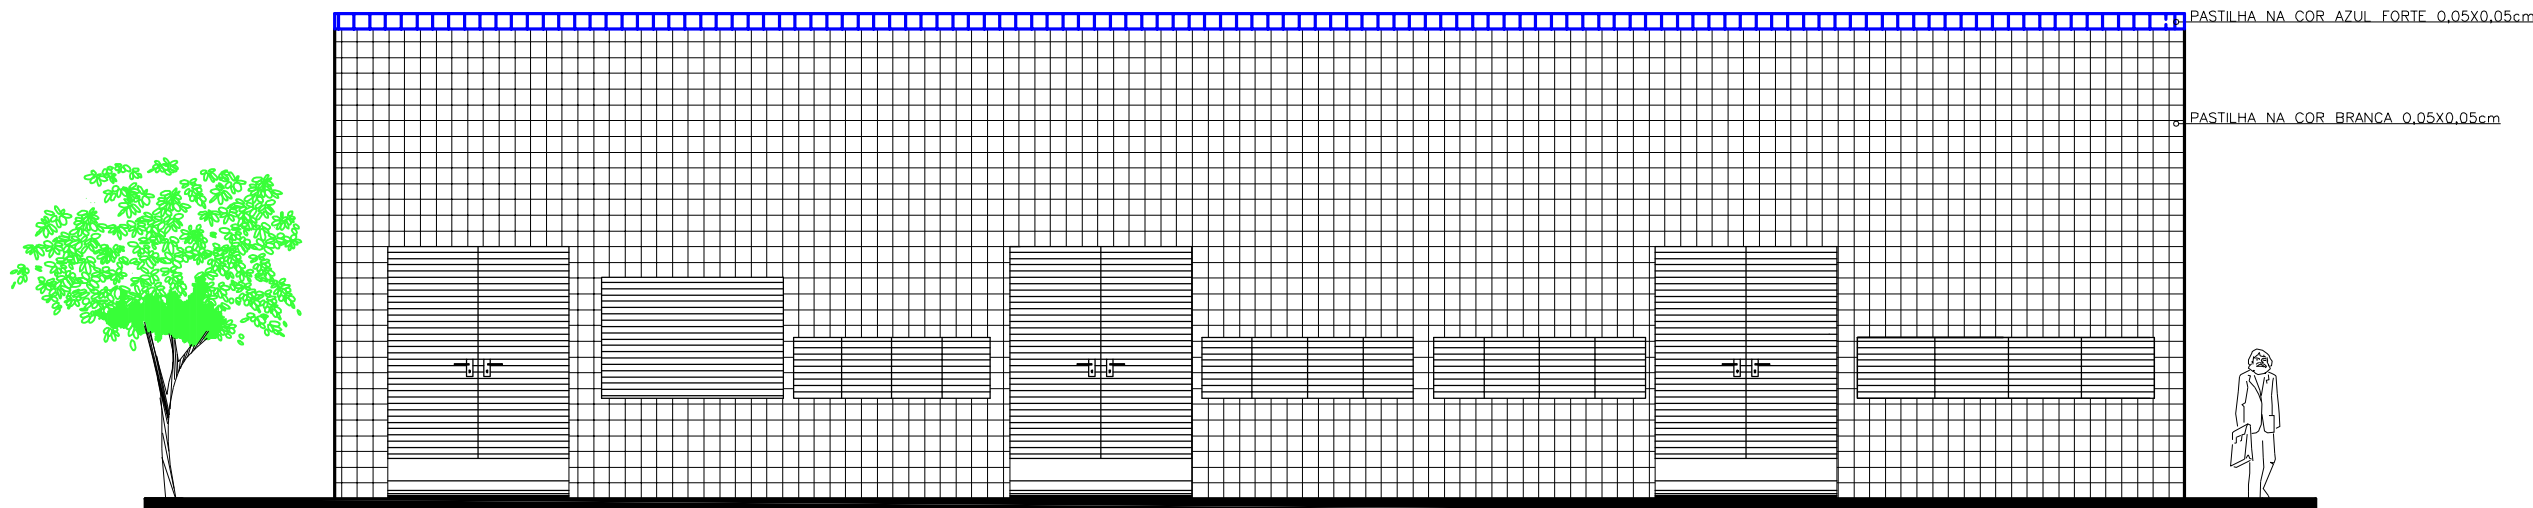 PASTILHA NA COR AZUL FORTE 0,05X0,05cm
PASTILHA NA COR BRANCA 0,05X0,05cm